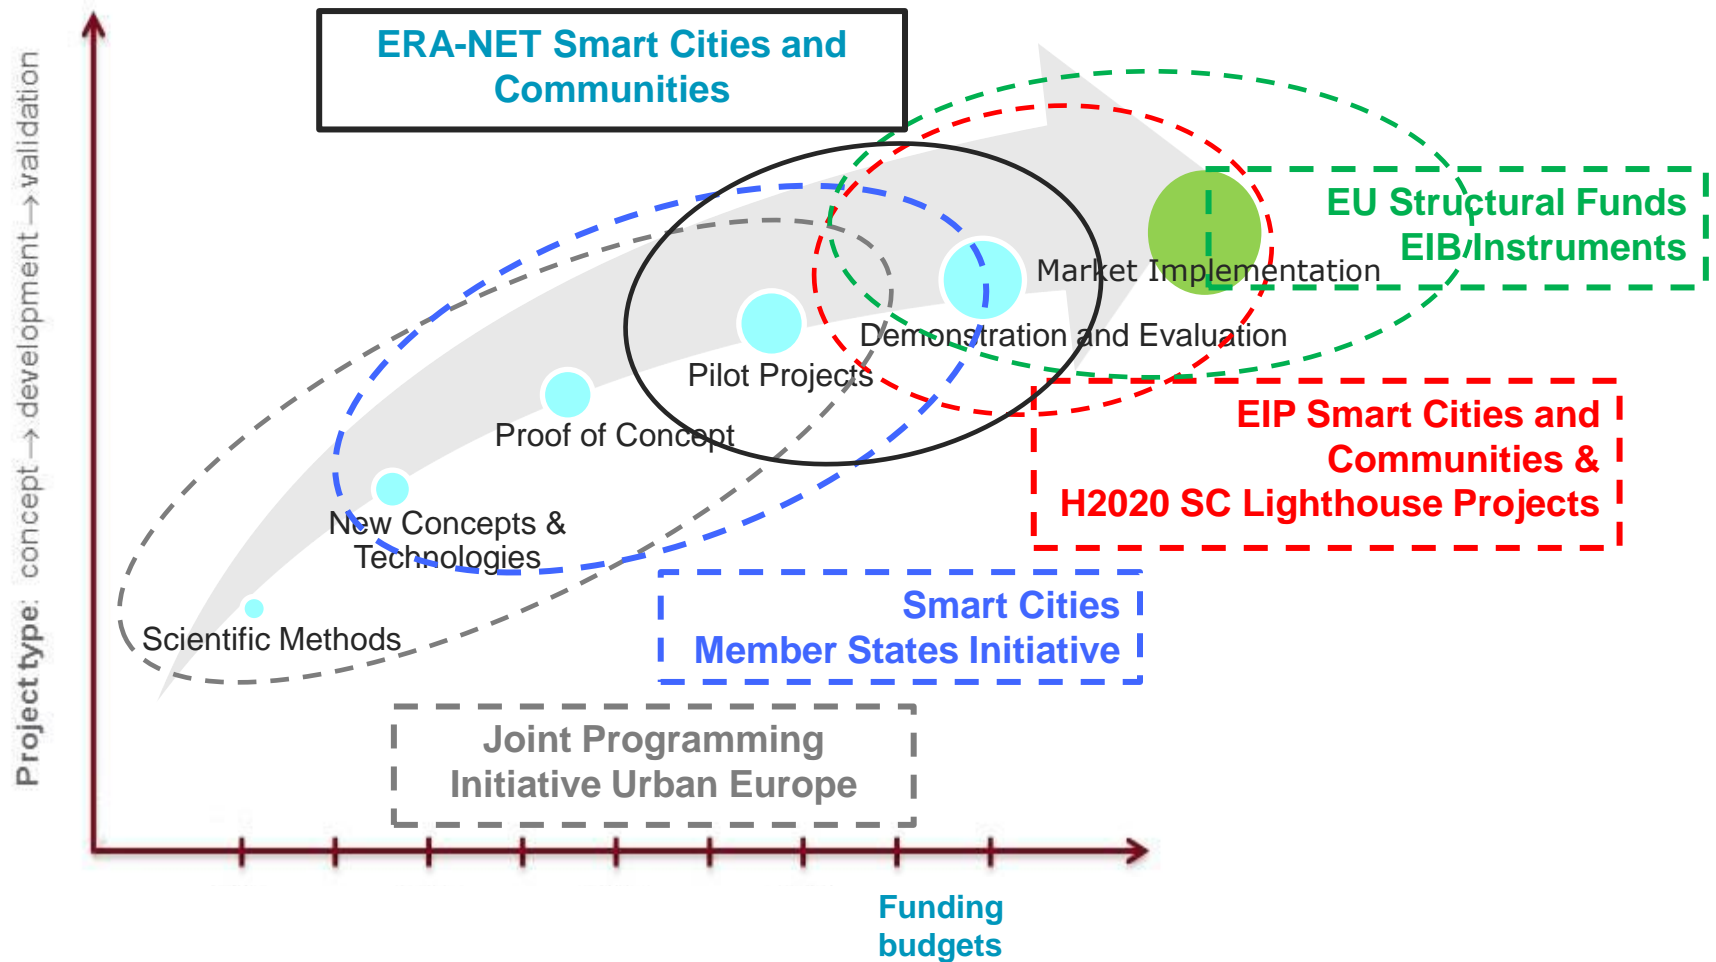 ERA-NET Smart Cities and
Communities
Project type: concept→ development→validation
EU Structural Funds
EIB Instruments
Market Implementation
Demonstration and Evaluation
Pilot Projects
EIP Smart Cities and
Communities &
H2020 SC Lighthouse Projects
Proof of Concept
New Concepts &
Technologies
Smart Cities
Member States Initiative
Scientific Methods
Joint Programming
Initiative Urban Europe
Funding
budgets